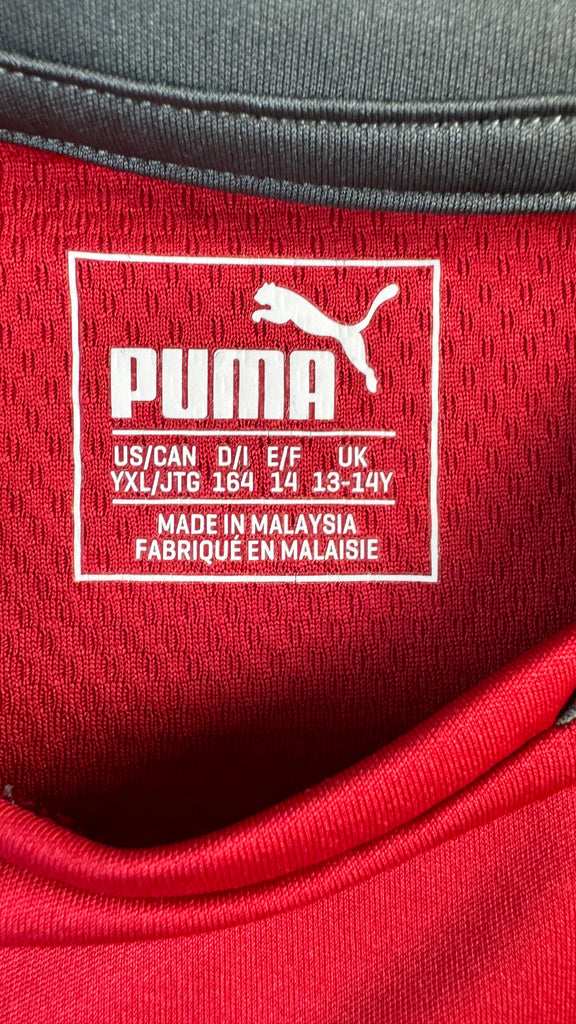 PUMA
US/CAN D/I E/F UK
YXL/JTG 164 14 13-14Y
MADE IN MALAYSIA
FABRIQUÉ EN MALAISIE